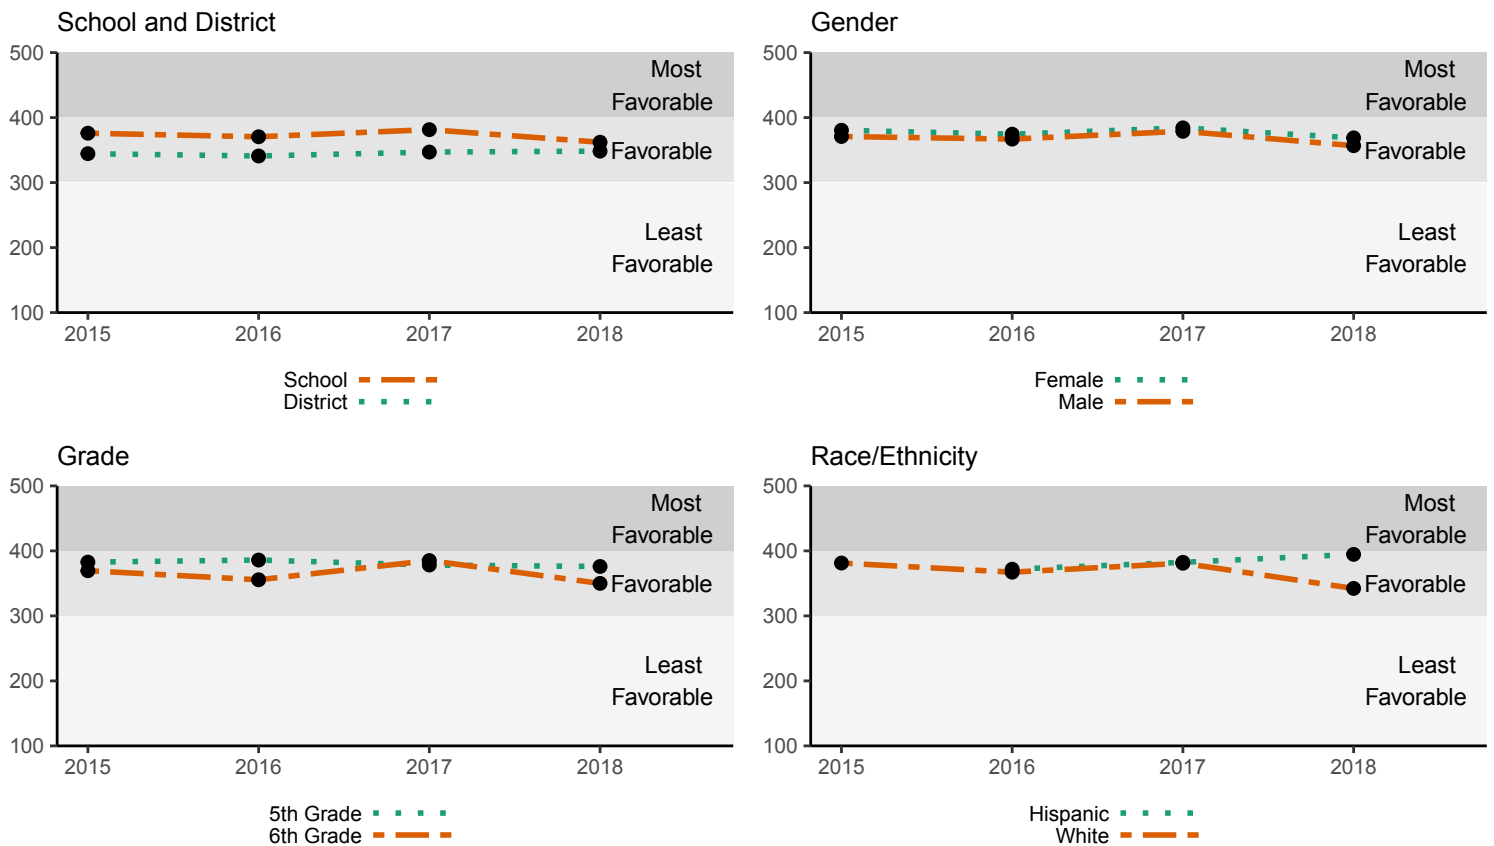 School and District
500
400
300
200
100
Most
Favorable
Favorable
Least
Favorable
2015 2016 2017 2018
School
District
Gender
500
400
300
200
100
Most
Favorable
Favorable
Least
Favorable
2015 2016 2017 2018
Female
Male
Grade
500
400
300
200
100
Most
Favorable
Favorable
Least
Favorable
2015 2016 2017 2018
5th Grade
6th Grade
Race/Ethnicity
500
400
300
200
100
Most
Favorable
Favorable
Least
Favorable
2015 2016 2017 2018
Hispanic
White